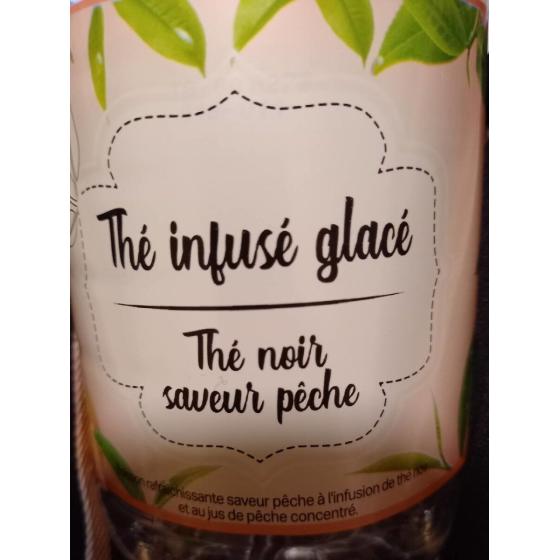 Thé infusé glacé
Thé noir
saveur pêche
rafraîchissante saveur pêche à l'infusion de thé noir
et au jus de pêche concentré.